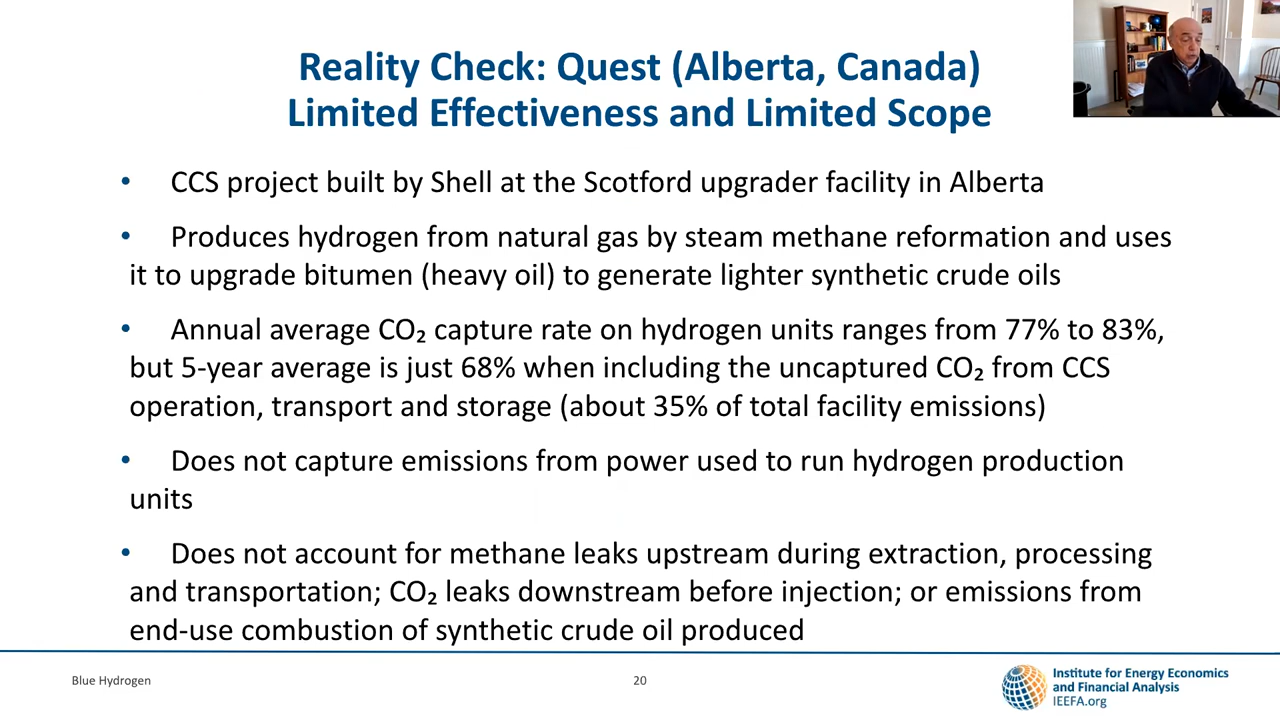 Reality Check: Quest (Alberta, Canada)
Limited Effectiveness and Limited Scope
• CCS project built by Shell at the Scotford upgrader facility in Alberta
• Produces hydrogen from natural gas by steam methane reformation and uses
it to upgrade bitumen (heavy oil) to generate lighter synthetic crude oils
• Annual average CO₂ capture rate on hydrogen units ranges from 77% to 83%,
but 5-year average is just 68% when including the uncaptured CO₂ from CCS
operation, transport and storage (about 35% of total facility emissions)
• Does not capture emissions from power used to run hydrogen production
units
• Does not account for methane leaks upstream during extraction, processing
and transportation; CO₂ leaks downstream before injection; or emissions from
end-use combustion of synthetic crude oil produced
Blue Hydrogen
20
Institute for Energy Economics
and Financial Analysis
IEEFA.org